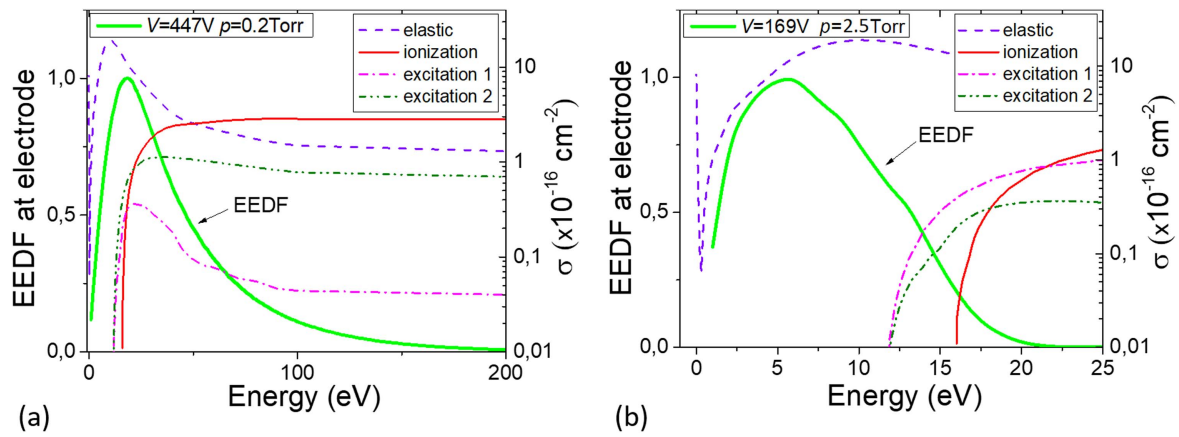 V=447V p=0.2Torr
elastic
ionization
excitation 1
excitation 2
1,0
0,5
0,0
EEDF at electrode
EEDF
10
1
0,1
0,01
σ (x10⁻¹⁶ cm⁻²)
0
100
200
Energy (eV)
(a)
V=169V p=2.5Torr
elastic
ionization
excitation 1
excitation 2
1,0
0,5
0,0
EEDF at electrode
EEDF
10
1
0,1
0,01
σ (x10⁻¹⁶ cm⁻²)
0
5
10
15
20
25
Energy (eV)
(b)